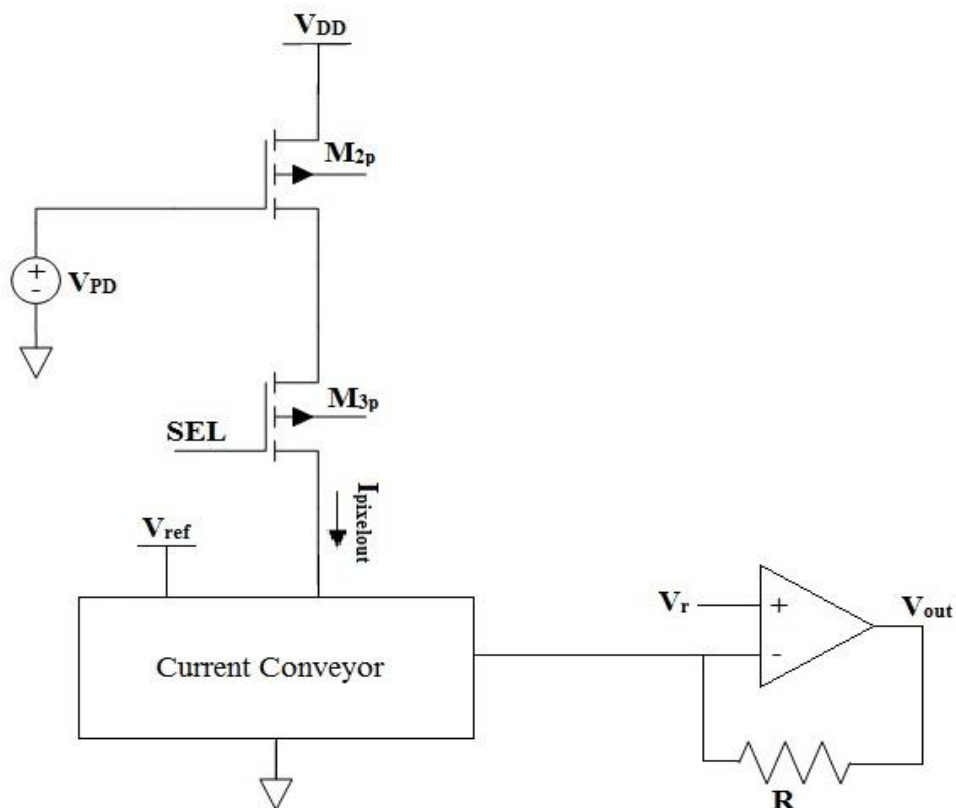 VDD
M2p
+
-
VPD
M3p
SEL
Ipixelout
Vref
Vr
+
-
Vout
Current Conveyor
R